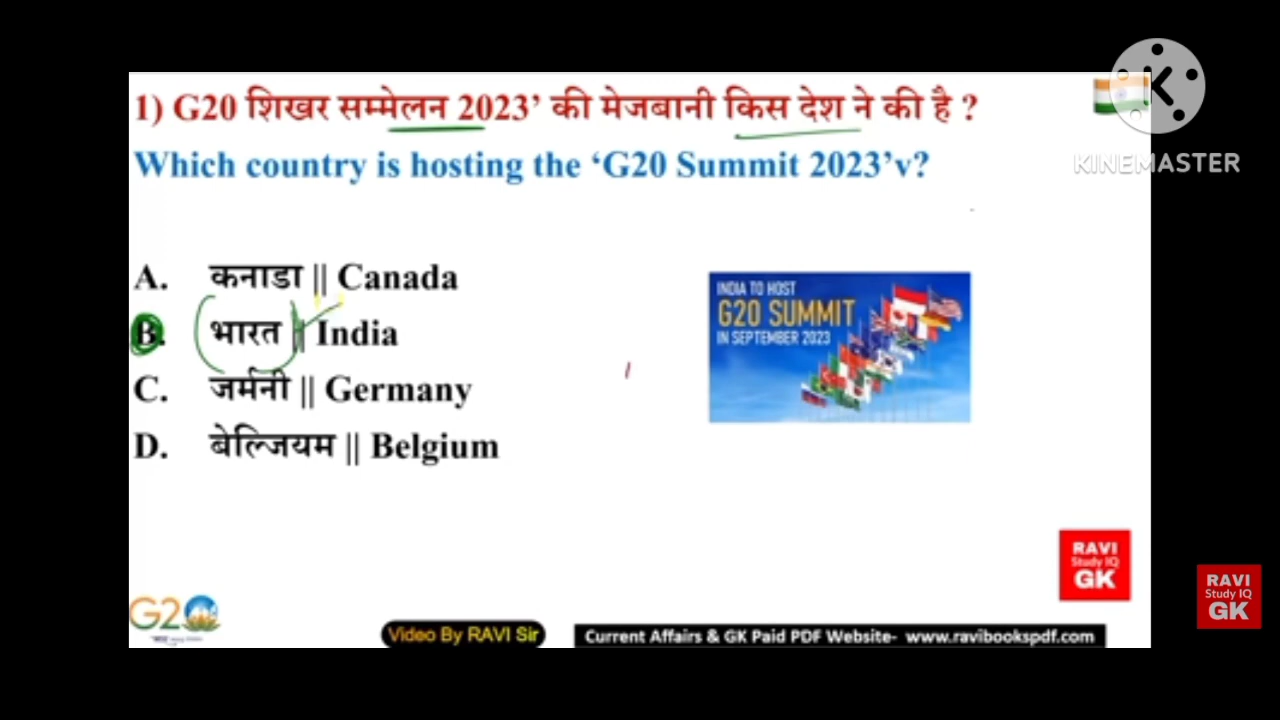 1) G20 शिखर सम्मेलन 2023’ की मेजबानी किस देश ने की है ?
KINEMASTER
Which country is hosting the ‘G20 Summit 2023’v?
A. कनाडा || Canada
B. भारत || India
C. जर्मनी || Germany
D. बेल्जियम || Belgium
INDIA TO HOST
G20 SUMMIT
IN SEPTEMBER 2023
RAVI
Study IQ
GK
RAVI
Study IQ
GK
G20
Video By RAVI Sir
Current Affairs & GK Paid PDF Website- www.ravibookspdf.com